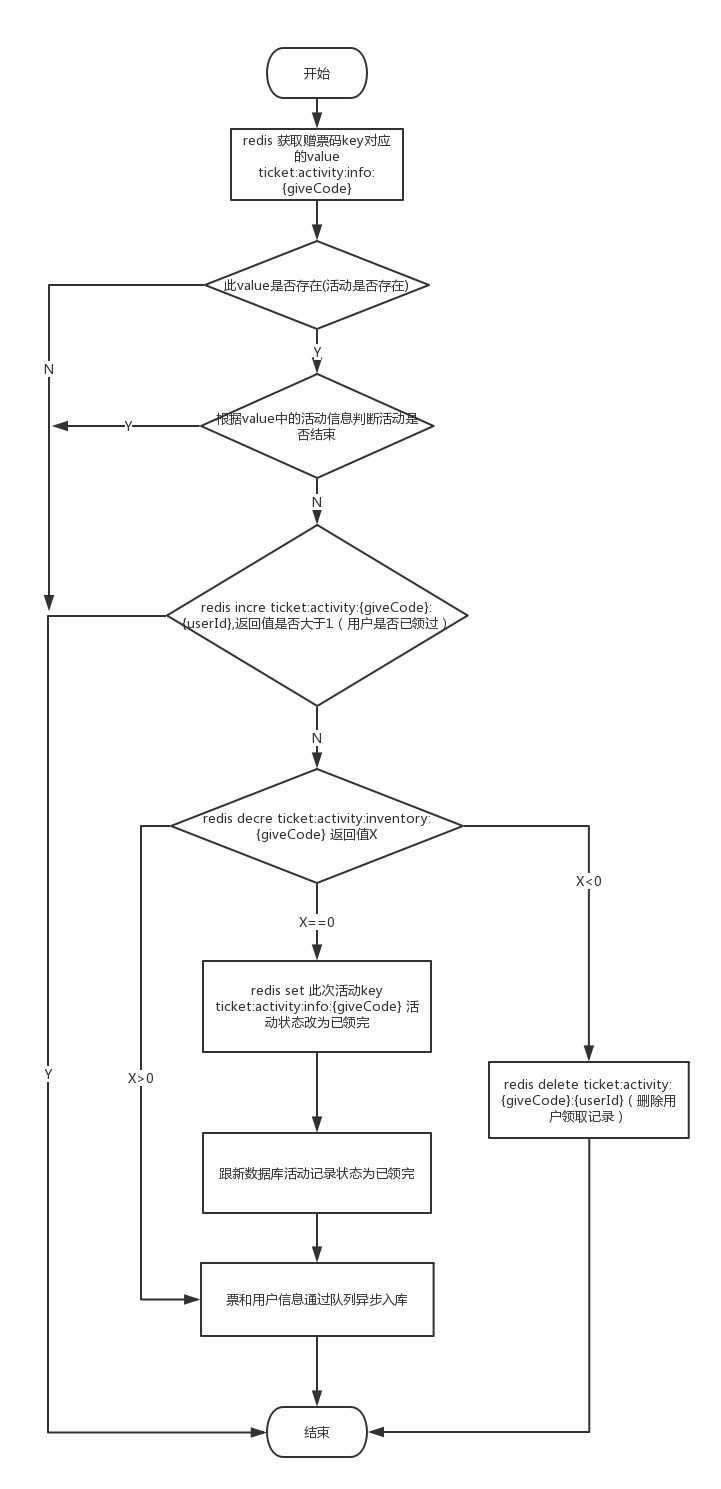 开始
redis 获取赠票码key对应
的value
ticket:activity:info:
{giveCode}
此value是否存在(活动是否存在)
N
Y
根据value中的活动信息判断活动是
否结束
Y
N
redis incre ticket:activity:{giveCode}:
{userId},返回值是否大于1（用户是否已领过）
N
redis decre ticket:activity:inventory:
{giveCode} 返回值X
X<0
X==0
redis set 此次活动key
ticket:activity:info:{giveCode} 活
动状态改为已领完
Y
X>0
redis delete ticket:activity:
{giveCode}:{userId}（删除用
户领取记录）
跟新数据库活动记录状态为已领完
票和用户信息通过队列异步入库
结束